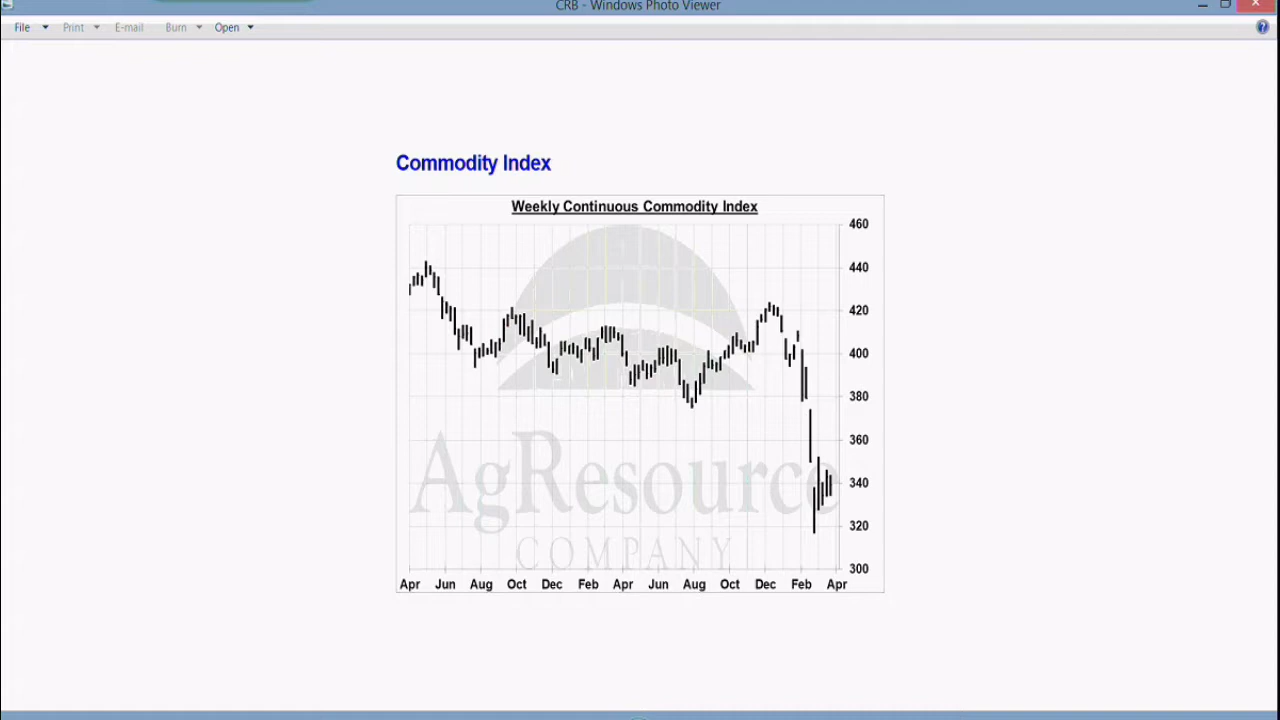 CRB - Windows Photo Viewer
File Print E-mail Burn Open
Commodity Index
Weekly Continuous Commodity Index
460
440
420
400
380
360
340
320
300
AgResource
COMPANY
Apr Jun Aug Oct Dec Feb Apr Jun Aug Oct Dec Feb Apr